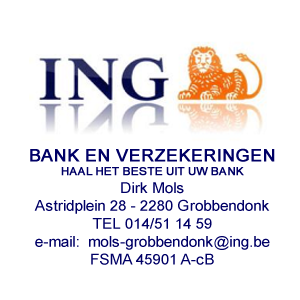 ING
BANK EN VERZEKERINGEN
HAAL HET BESTE UIT UW BANK
Dirk Mols
Astridplein 28 - 2280 Grobbendonk
TEL 014/51 14 59
e-mail: mols-grobbendonk@ing.be
FSMA 45901 A-cB